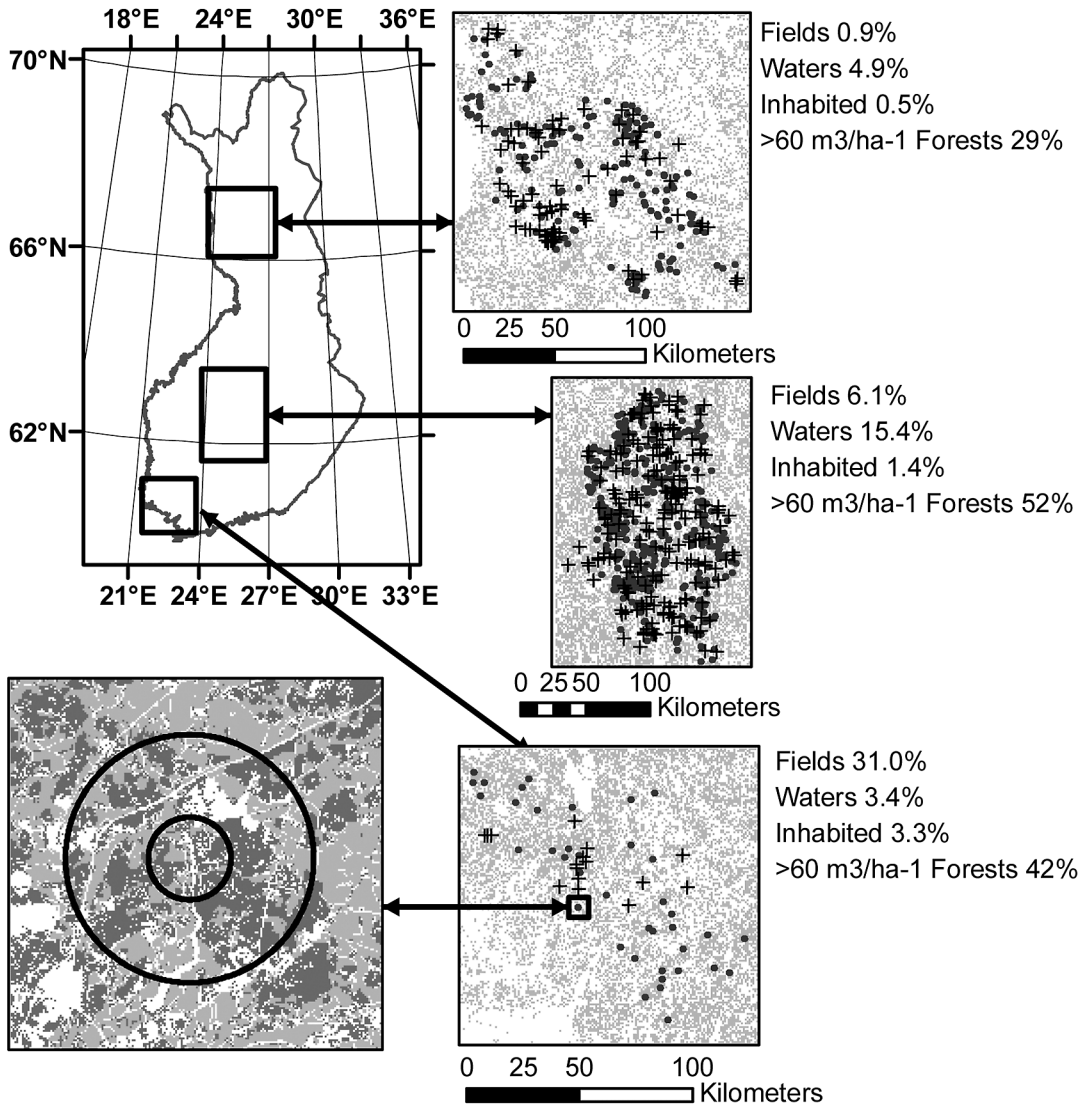 18°E 24°E 30°E 36°E
70°N
66°N
62°N
21°E 24°E 27°E 30°E 33°E
Fields 0.9%
Waters 4.9%
Inhabited 0.5%
>60 m3/ha-1 Forests 29%
0 25 50 100
Kilometers
Fields 6.1%
Waters 15.4%
Inhabited 1.4%
>60 m3/ha-1 Forests 52%
0 25 50 100
Kilometers
Fields 31.0%
Waters 3.4%
Inhabited 3.3%
>60 m3/ha-1 Forests 42%
0 25 50 100
Kilometers